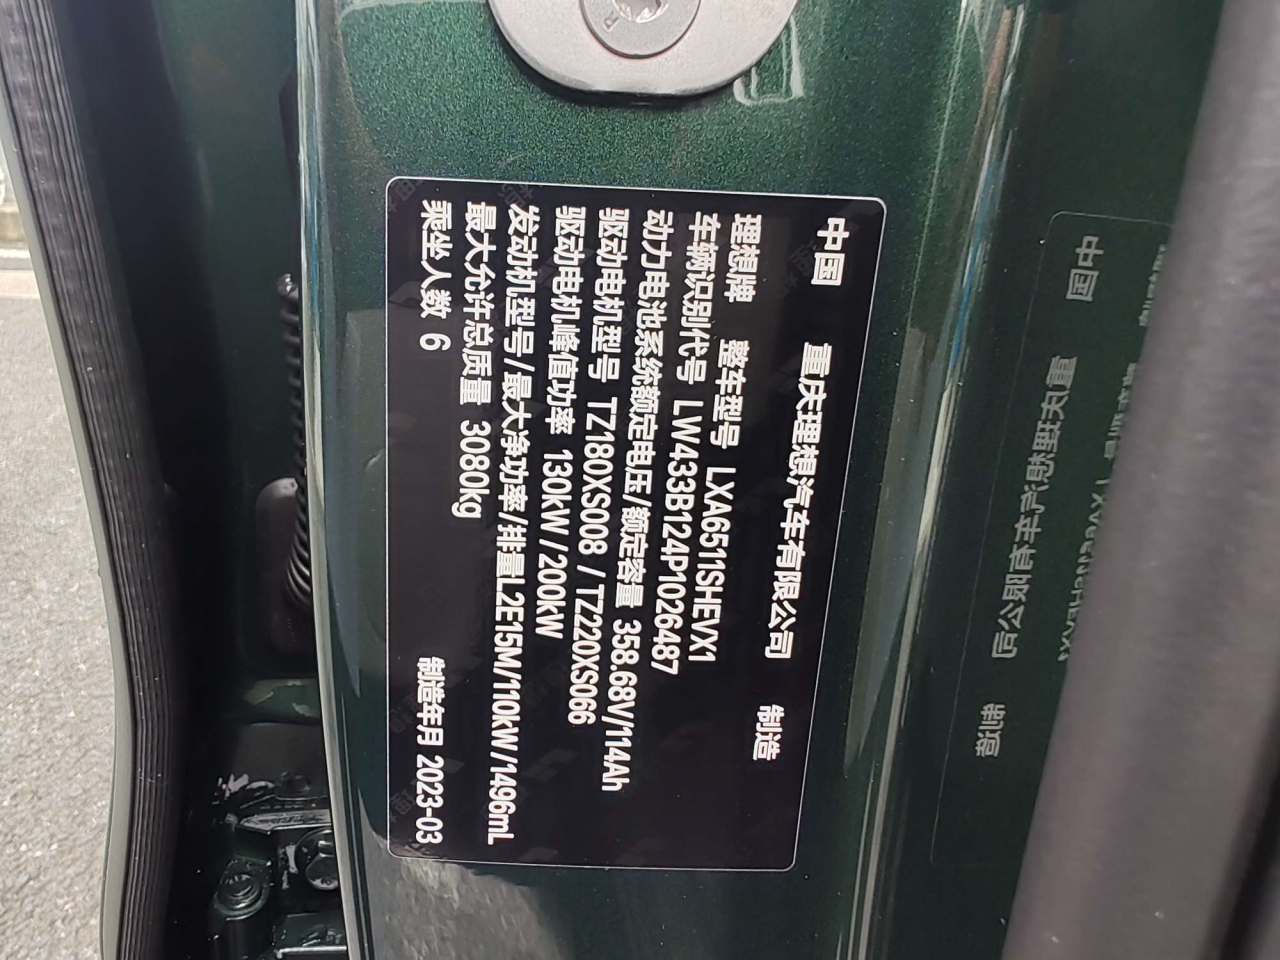 中国 重庆理想汽车有限公司 制造
理想牌 整车型号 LXA6511SHEVX1
车辆识别代号 LW433B124P1026487
动力电池系统额定电压/额定容量 358.68V/114Ah
驱动电机型号 TZ180XS008 / TZ220XS066
驱动电机峰值功率 130kW / 200kW
发动机型号/最大净功率/排量L2E15M/110kW/1496mL
最大允许总质量 3080kg
乘坐人数 6 制造年月 2023-03